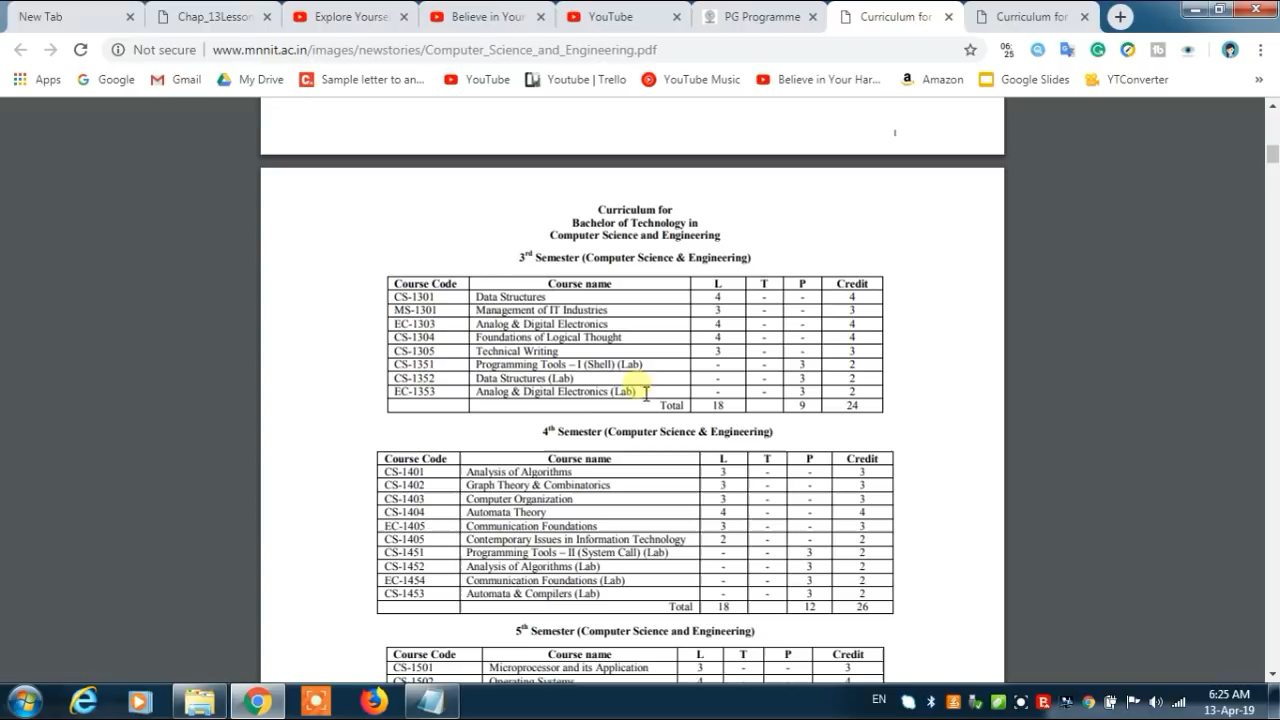 New Tab
Chap_13Lesson
Explore Yourse
Believe in You
YouTube
PG Programme
Curriculum for
Curriculum for
Not secure | www.mnnit.ac.in/images/newstories/Computer_Science_and_Engineering.pdf
06:
25
Apps Google Gmail My Drive Sample letter to an... YouTube Youtube | Trello YouTube Music Believe in Your Har... Amazon Google Slides YTConverter »
Curriculum for
Bachelor of Technology in
Computer Science and Engineering
3rd Semester (Computer Science & Engineering)
Course Code Course name L T P Credit
CS-1301 Data Structures 4 - - 4
MS-1301 Management of IT Industries 3 - - 3
EC-1303 Analog & Digital Electronics 4 - - 4
CS-1304 Foundations of Logical Thought 4 - - 4
CS-1305 Technical Writing 3 - - 3
CS-1351 Programming Tools – I (Shell) (Lab) - - 3 2
CS-1352 Data Structures (Lab) - - 3 2
EC-1353 Analog & Digital Electronics (Lab) - - 3 2
Total 18 9 24
4th Semester (Computer Science & Engineering)
Course Code Course name L T P Credit
CS-1401 Analysis of Algorithms 3 - - 3
CS-1402 Graph Theory & Combinatorics 3 - - 3
CS-1403 Computer Organization 3 - - 3
CS-1404 Automata Theory 4 - - 4
EC-1405 Communication Foundations 3 - - 3
CS-1405 Contemporary Issues in Information Technology 2 - - 2
CS-1451 Programming Tools – II (System Call) (Lab) - - 3 2
CS-1452 Analysis of Algorithms (Lab) - - 3 2
EC-1454 Communication Foundations (Lab) - - 3 2
CS-1453 Automata & Compilers (Lab) - - 3 2
Total 18 12 26
5th Semester (Computer Science and Engineering)
Course Code Course name L T P Credit
CS-1501 Microprocessor and its Application 3 - - 3
CS-1502 Operating Systems 4 - - 4
EN
6:25 AM
13-Apr-19